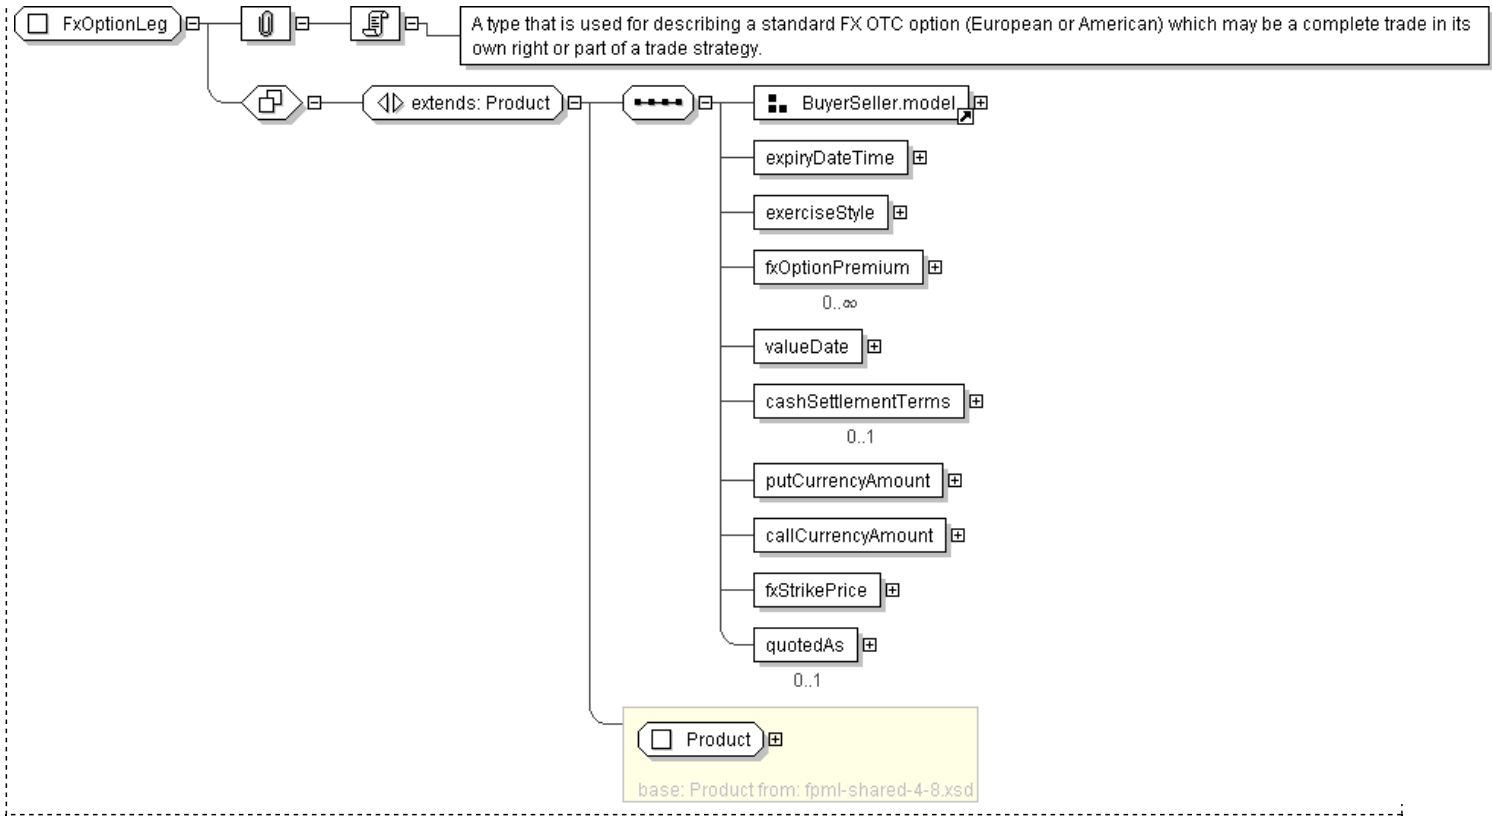 FxOptionLeg
A type that is used for describing a standard FX OTC option (European or American) which may be a complete trade in its
own right or part of a trade strategy.
extends: Product
BuyerSeller.model
expiryDateTime
exerciseStyle
fxOptionPremium
0..∞
valueDate
cashSettlementTerms
0..1
putCurrencyAmount
callCurrencyAmount
fxStrikePrice
quotedAs
0..1
Product
base: Product from: fpml-shared-4-8.xsd